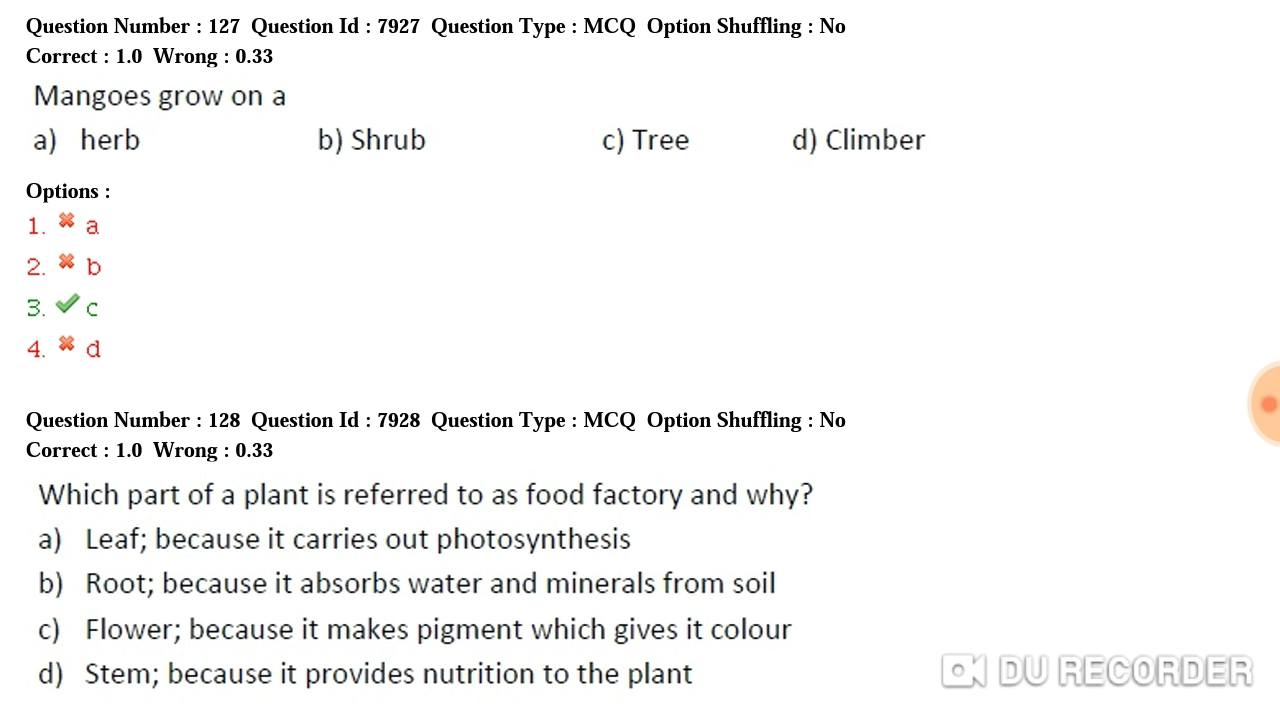 Question Number : 127 Question Id : 7927 Question Type : MCQ Option Shuffling : No
Correct : 1.0 Wrong : 0.33
Mangoes grow on a
a) herb b) Shrub c) Tree d) Climber
Options :
1. a
2. b
3. c
4. d
Question Number : 128 Question Id : 7928 Question Type : MCQ Option Shuffling : No
Correct : 1.0 Wrong : 0.33
Which part of a plant is referred to as food factory and why?
a) Leaf; because it carries out photosynthesis
b) Root; because it absorbs water and minerals from soil
c) Flower; because it makes pigment which gives it colour
d) Stem; because it provides nutrition to the plant
DU RECORDER